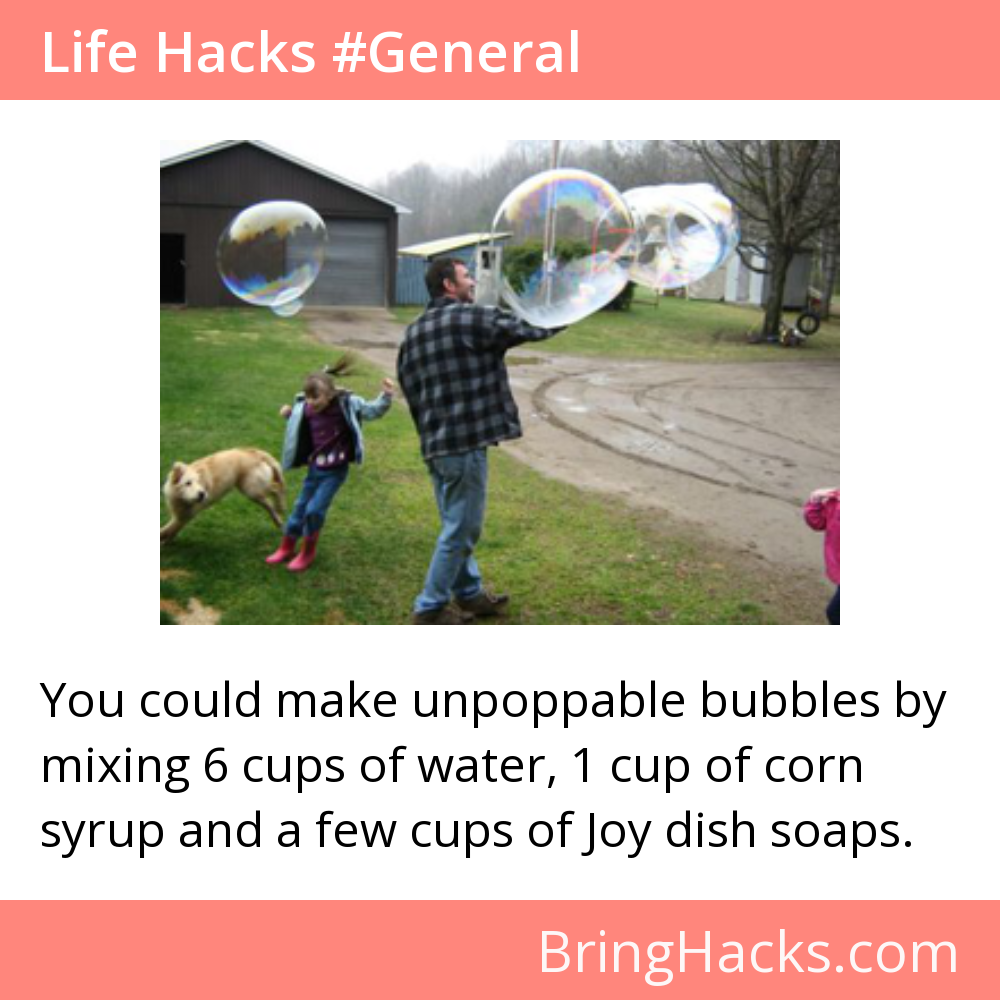 Life Hacks #General
You could make unpoppable bubbles by
mixing 6 cups of water, 1 cup of corn
syrup and a few cups of Joy dish soaps.
BringHacks.com